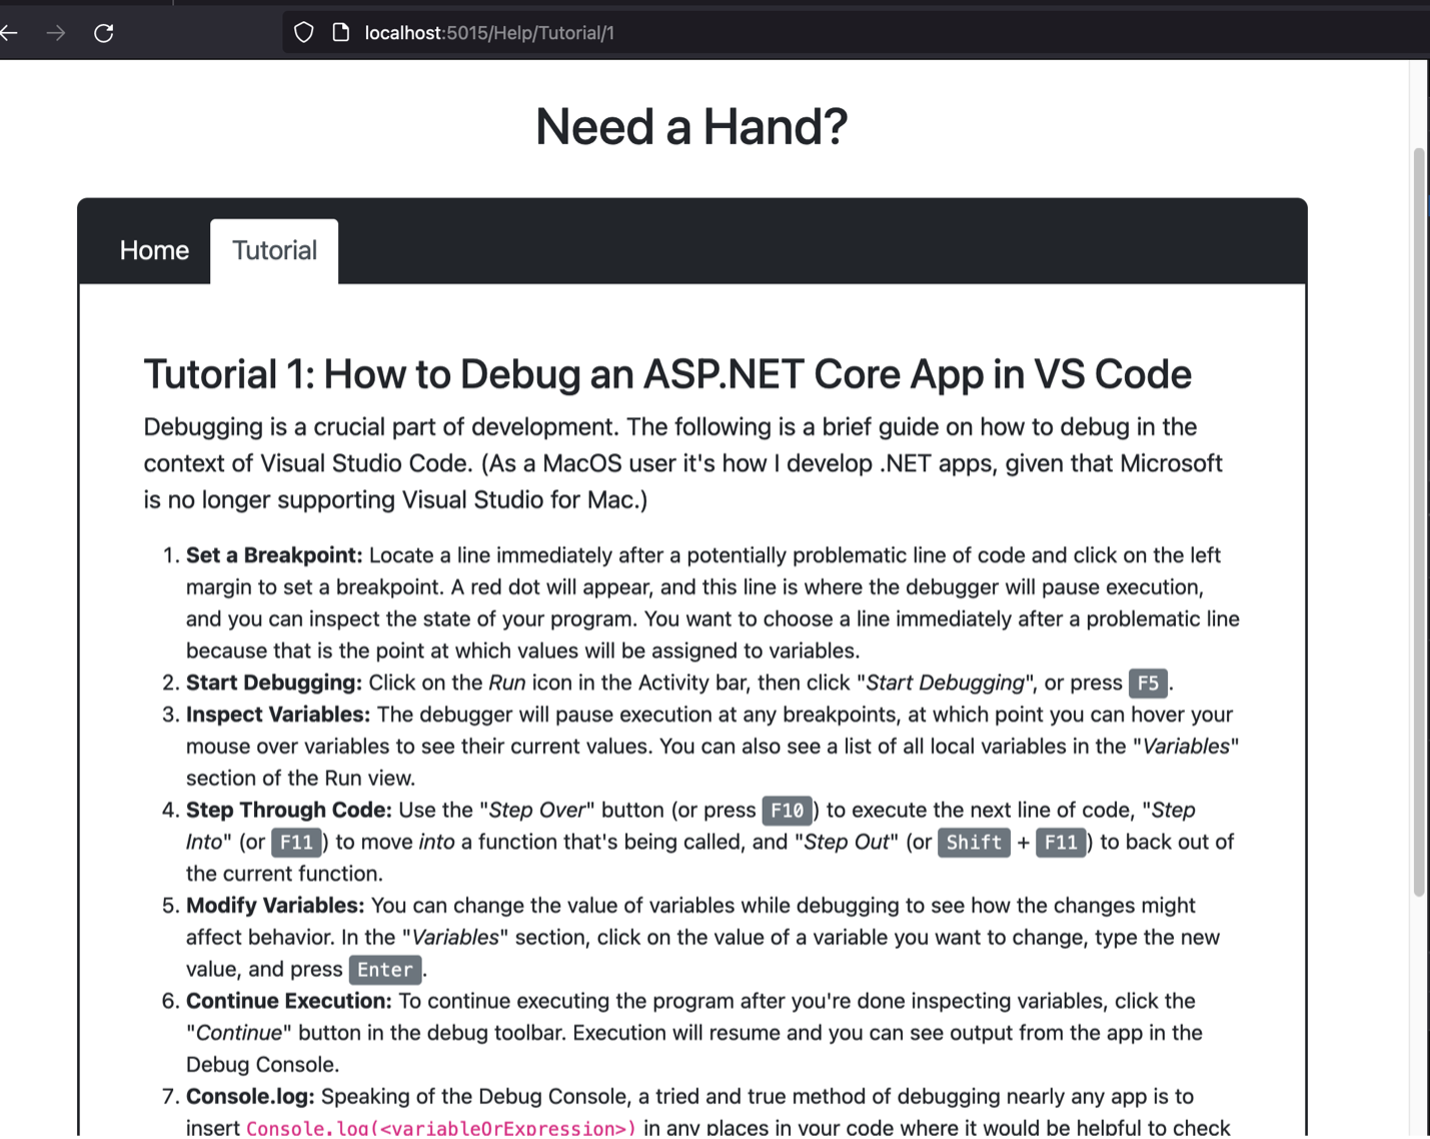 localhost:5015/Help/Tutorial/1
Need a Hand?
Home Tutorial
Tutorial 1: How to Debug an ASP.NET Core App in VS Code
Debugging is a crucial part of development. The following is a brief guide on how to debug in the
context of Visual Studio Code. (As a MacOS user it's how I develop .NET apps, given that Microsoft
is no longer supporting Visual Studio for Mac.)
1. Set a Breakpoint: Locate a line immediately after a potentially problematic line of code and click on the left
margin to set a breakpoint. A red dot will appear, and this line is where the debugger will pause execution,
and you can inspect the state of your program. You want to choose a line immediately after a problematic line
because that is the point at which values will be assigned to variables.
2. Start Debugging: Click on the Run icon in the Activity bar, then click "Start Debugging", or press F5.
3. Inspect Variables: The debugger will pause execution at any breakpoints, at which point you can hover your
mouse over variables to see their current values. You can also see a list of all local variables in the "Variables"
section of the Run view.
4. Step Through Code: Use the "Step Over" button (or press F10) to execute the next line of code, "Step
Into" (or F11) to move into a function that's being called, and "Step Out" (or Shift + F11) to back out of
the current function.
5. Modify Variables: You can change the value of variables while debugging to see how the changes might
affect behavior. In the "Variables" section, click on the value of a variable you want to change, type the new
value, and press Enter.
6. Continue Execution: To continue executing the program after you're done inspecting variables, click the
"Continue" button in the debug toolbar. Execution will resume and you can see output from the app in the
Debug Console.
7. Console.log: Speaking of the Debug Console, a tried and true method of debugging nearly any app is to
insert Console.log(<variableOrExpression>) in any places in your code where it would be helpful to check